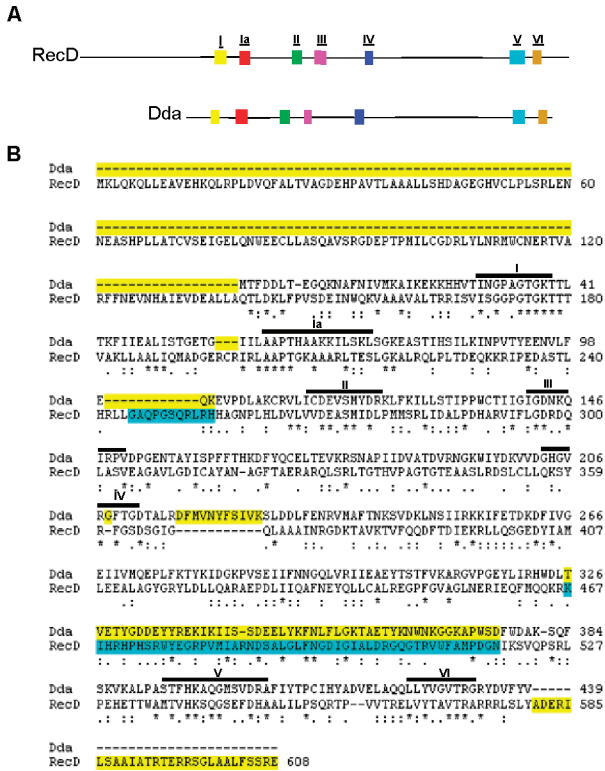 A
I Ia II III IV V VI
RecD
Dda
B
Dda ------------------------------------------------------------
RecD MKLQKQLLEAVEHKQLRPLDVQFALTVAGDEHPAVTLAAALLSHDAGEGHVCLPLSRLEN 60
Dda ------------------------------------------------------------
RecD NEASHPLLATCVSEIGELQNWEECLLASQAVSRGDEPTPMILCGDRLYLNRMWCNERTVA 120
I
Dda ------------------MTFDDLT-EGQKNAFNIVMKAIKEKKHHVTINGPAGTGKTTL 41
RecD RFFNEVNHAIEVDEALLAQTLDKLFPVSDEINWQKVAAAVALTRRISVISGGPGTGKTTT 180
Ia
Dda TKFIIEALISTGETG---IILAAPTHAAKKILSKLSGKEASTIHSILKINPVTYEENVLF 98
RecD VAKLLAALIQMADGERCRIRLAAPTGKAAARLTESLGKALRQLPLTDEQKKRIPEDASTL 240
II III
Dda E------------QKEVPDLAKCRVLICDEVSMYDRKLFKILLSTIPPWCTIIGIGDNKQ 146
RecD HRLLGAQPGSQRLRHHAGNPLHLDVLVVDEASMIDLPMMSRLIDALPDHARVIFLGDRDQ 300
Dda IRPVDPGENTAYISPFFTHKDFYQCELTEVKRSNAPIIDVATDVRNGKWIYDKVVDGHGV 206
RecD LASVEAGAVLGDICAYAN-AGFTAERARQLSRLTGTHVPAGTGTEAASLRDSLCLLQKSY 359
IV
Dda RGFTGDTALRDFMVNYFSIVKSLDDLFENRVMAFTNKSVDKLNSIIRKKIFETDKDFIVG 266
RecD R-FGSDSGIG-----------QLAAAINRGDKTAVKTVFQQDFTDIEKRLLQSGEDYIAM 407
Dda EIIVMQEPLFKTYKIDGKPVSEIIFNNGQLVRIIEAEYTSTFVKARGVPGEYLIRHWDLT 326
RecD LEEALAGYGRYLDLLQARAEPDLIIQAFNEYQLLCALREGPFGVAGLNERIEQFMQQKRK 467
Dda VETYGDDEYYREKIKIISS-DEELYKFNLFLGKTAETYKNWNKGGKAPWSDFWDAK-SQF 384
RecD IHRHPHSRWYEGRPVMIARNDSALGLFNGDIGIALDRGQGTRVWFAMPDGNIKSVQPSRL 527
V VI
Dda SKVKALPASTFHKAQGMSVDRAFIYTPCIHYADVELAQQLLYVGVTRGRYDVFYV----- 439
RecD PEHETTWAMTVHKSQGSEFDHAALILPSQRTP--VVTRELVYTAVTRARRRLSLYADERI 585
Dda -----------------------
RecD LSAAIATRTERRSGLAALFSSRE 608